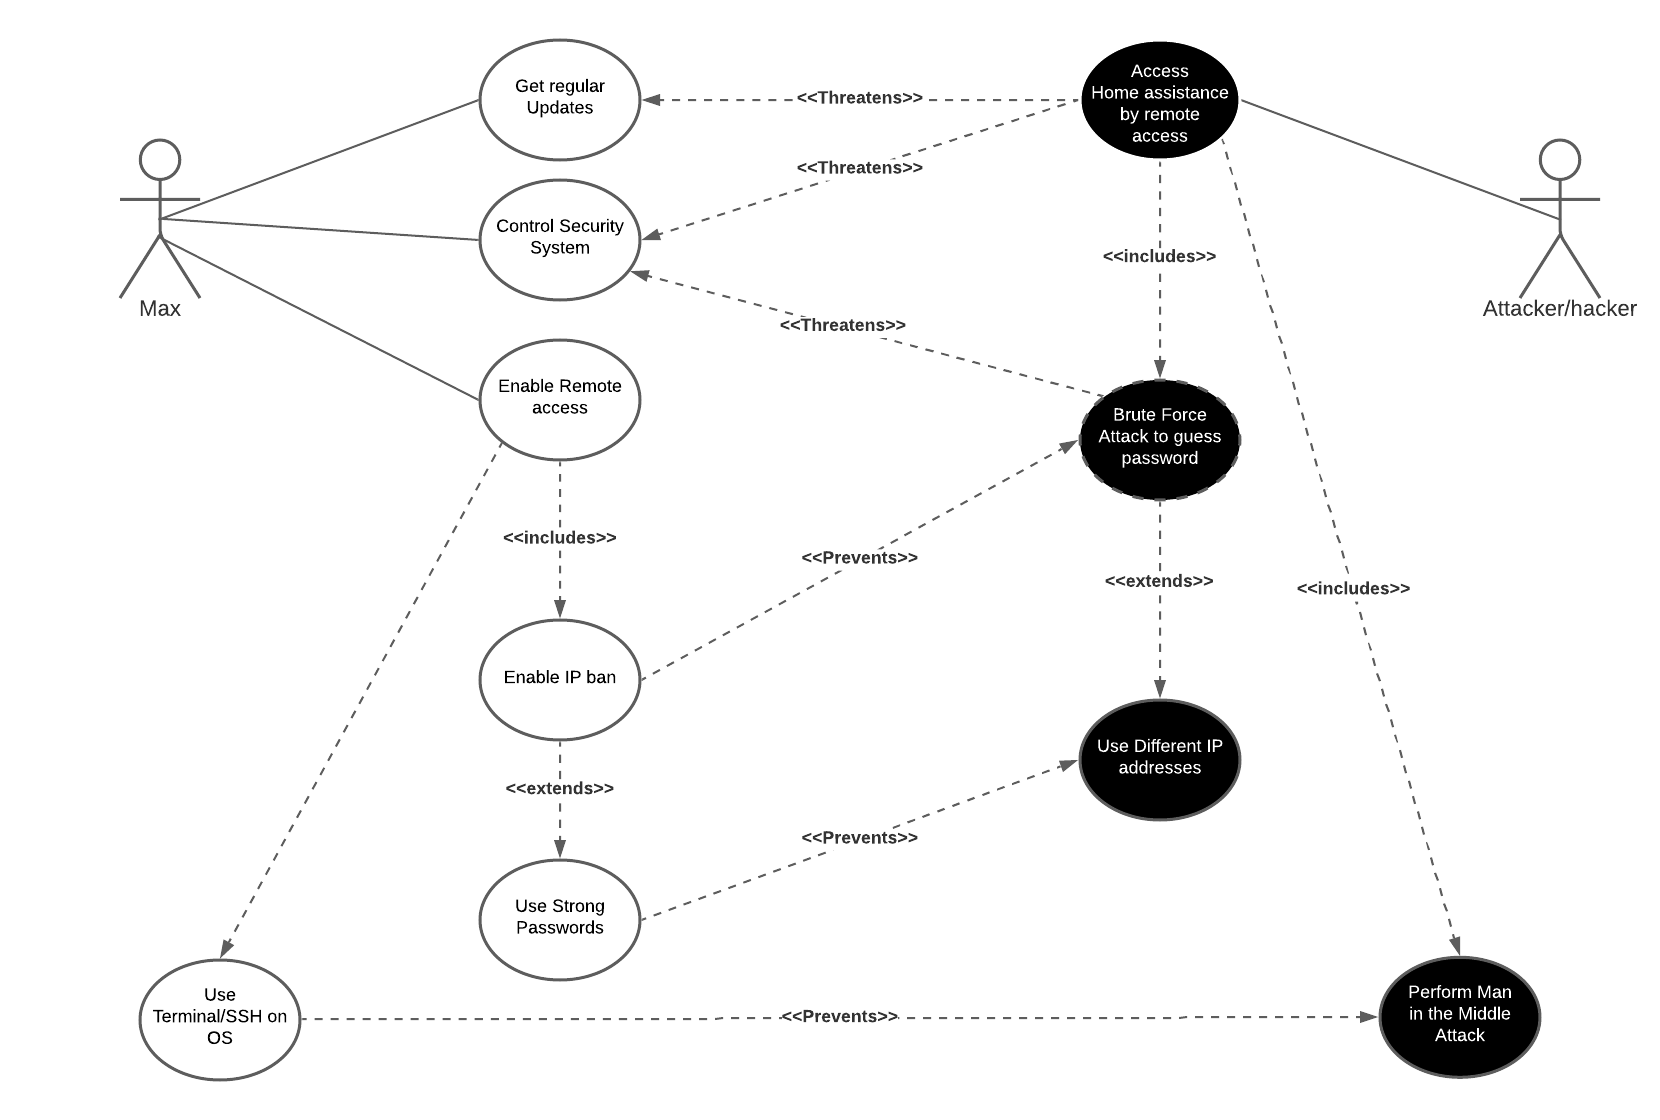 Get regular
Updates
<<Threatens>>
Access
Home assistance
by remote
access
<<Threatens>>
Control Security
System
<<includes>>
Max
Attacker/hacker
<<Threatens>>
Enable Remote
access
Brute Force
Attack to guess
password
<<includes>>
<<Prevents>>
<<extends>>
<<includes>>
Enable IP ban
Use Different IP
addresses
<<extends>>
<<Prevents>>
Use Strong
Passwords
Use
Terminal/SSH on
OS
<<Prevents>>
Perform Man
in the Middle
Attack